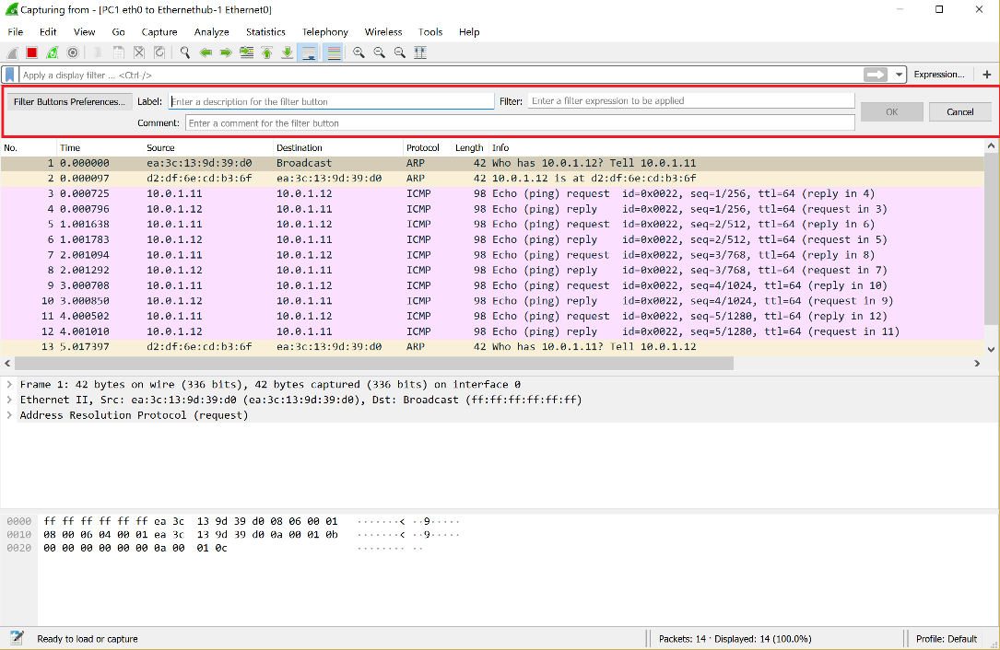 Capturing from - [PC1 eth0 to Ethernethub-1 Ethernet0]
File Edit View Go Capture Analyze Statistics Telephony Wireless Tools Help
Apply a display filter ... <Ctrl-/> Expression... +
Filter Buttons Preferences... Label: Enter a description for the filter button Filter: Enter a filter expression to be applied OK Cancel
Comment: Enter a comment for the filter button
No. Time Source Destination Protocol Length Info
1 0.000000 ea:3c:13:9d:39:d0 Broadcast ARP 42 Who has 10.0.1.12? Tell 10.0.1.11
2 0.000097 d2:df:6e:cd:b3:6f ea:3c:13:9d:39:d0 ARP 42 10.0.1.12 is at d2:df:6e:cd:b3:6f
3 0.000725 10.0.1.11 10.0.1.12 ICMP 98 Echo (ping) request id=0x0022, seq=1/256, ttl=64 (reply in 4)
4 0.000796 10.0.1.12 10.0.1.11 ICMP 98 Echo (ping) reply id=0x0022, seq=1/256, ttl=64 (request in 3)
5 1.001638 10.0.1.11 10.0.1.12 ICMP 98 Echo (ping) request id=0x0022, seq=2/512, ttl=64 (reply in 6)
6 1.001783 10.0.1.12 10.0.1.11 ICMP 98 Echo (ping) reply id=0x0022, seq=2/512, ttl=64 (request in 5)
7 2.001094 10.0.1.11 10.0.1.12 ICMP 98 Echo (ping) request id=0x0022, seq=3/768, ttl=64 (reply in 8)
8 2.001292 10.0.1.12 10.0.1.11 ICMP 98 Echo (ping) reply id=0x0022, seq=3/768, ttl=64 (request in 7)
9 3.000708 10.0.1.11 10.0.1.12 ICMP 98 Echo (ping) request id=0x0022, seq=4/1024, ttl=64 (reply in 10)
10 3.000850 10.0.1.12 10.0.1.11 ICMP 98 Echo (ping) reply id=0x0022, seq=4/1024, ttl=64 (request in 9)
11 4.000502 10.0.1.12 10.0.1.11 ICMP 98 Echo (ping) request id=0x0022, seq=5/1280, ttl=64 (reply in 12)
12 4.001010 10.0.1.12 10.0.1.11 ICMP 98 Echo (ping) reply id=0x0022, seq=5/1280, ttl=64 (request in 11)
13 5.017397 d2:df:6e:cd:b3:6f ea:3c:13:9d:39:d0 ARP 42 Who has 10.0.1.11? Tell 10.0.1.12
Frame 1: 42 bytes on wire (336 bits), 42 bytes captured (336 bits) on interface 0
Ethernet II, Src: ea:3c:13:9d:39:d0 (ea:3c:13:9d:39:d0), Dst: Broadcast (ff:ff:ff:ff:ff:ff)
Address Resolution Protocol (request)
0000 ff ff ff ff ff ff ea 3c 13 9d 39 d0 08 06 00 01 ·······< ··9·····
0010 08 00 06 04 00 01 ea 3c 13 9d 39 d0 0a 00 01 0b ·······< ··9·····
0020 00 00 00 00 00 00 0a 00 01 0c ········ ··
Ready to load or capture Packets: 14 · Displayed: 14 (100.0%) Profile: Default